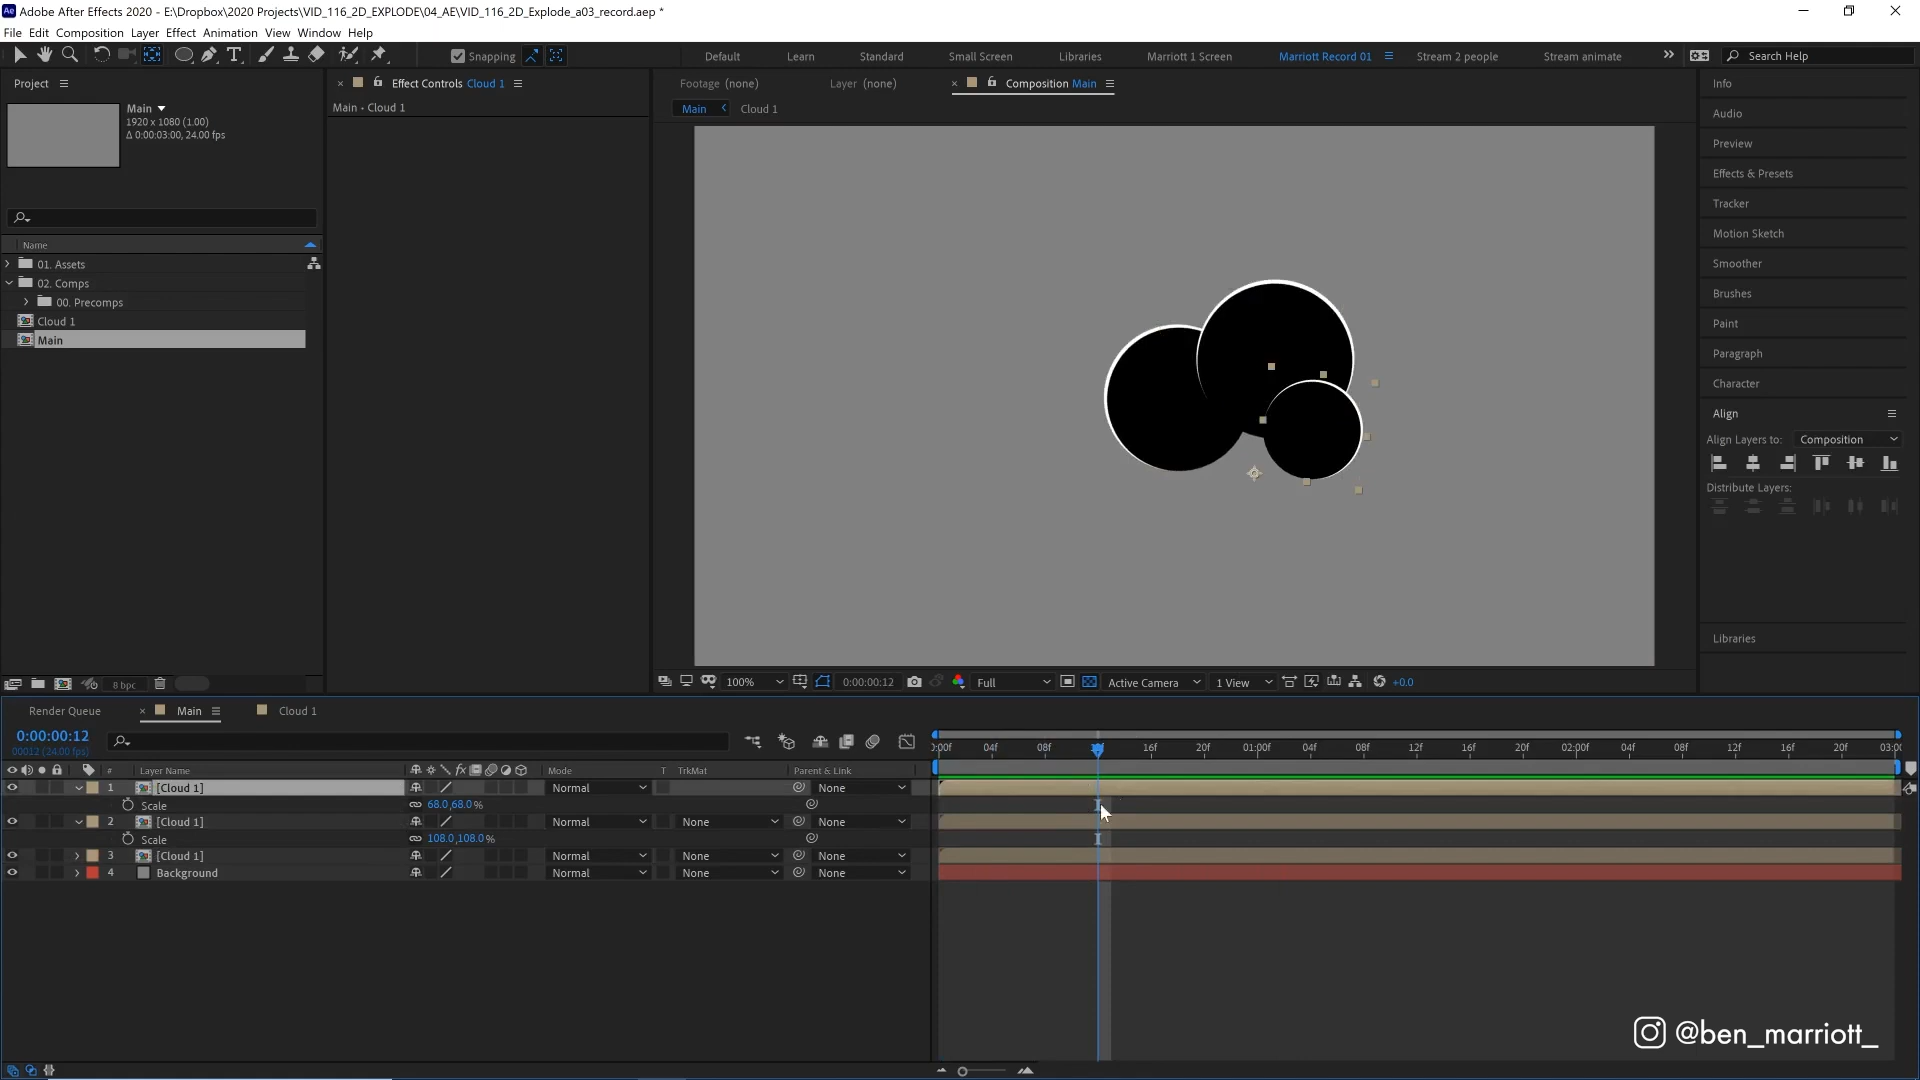 Adobe After Effects 2020 - E:\Dropbox\2020 Projects\VID_116_2D_EXPLODE\04_AE\VID_116_2D_Explode_a03_record.aep *
File Edit Composition Layer Effect Animation View Window Help
Snapping Default Learn Standard Small Screen Libraries Marriott 1 Screen Marriott Record 01 Stream 2 people Stream animate Search Help
Project
Effect Controls Cloud 1
Footage (none) Layer (none) Composition Main
Info
Main
1920 x 1080 (1.00)
Δ 0:00:03:00, 24.00 fps
Main • Cloud 1
Main Cloud 1
Audio
Preview
Effects & Presets
Tracker
Motion Sketch
Smoother
Brushes
Paint
Paragraph
Character
Align
Align Layers to: Composition
Distribute Layers:
Libraries
Name
01. Assets
02. Comps
00. Precomps
Cloud 1
Main
8 bpc
100% 0:00:00:12 Full Active Camera 1 View +0.0
Render Queue Main Cloud 1
0:00:00:12
00012 (24.00 fps)
0:00f 04f 08f 16f 20f 01:00f 04f 08f 12f 16f 20f 02:00f 04f 08f 12f 16f 20f 03:00
# Layer Name Mode T TrkMat Parent & Link
1 [Cloud 1] Normal None
Scale 68.0,68.0 %
2 [Cloud 1] Normal None None
Scale 108.0,108.0 %
3 [Cloud 1] Normal None None
4 Background Normal None None
@ben_marriott_